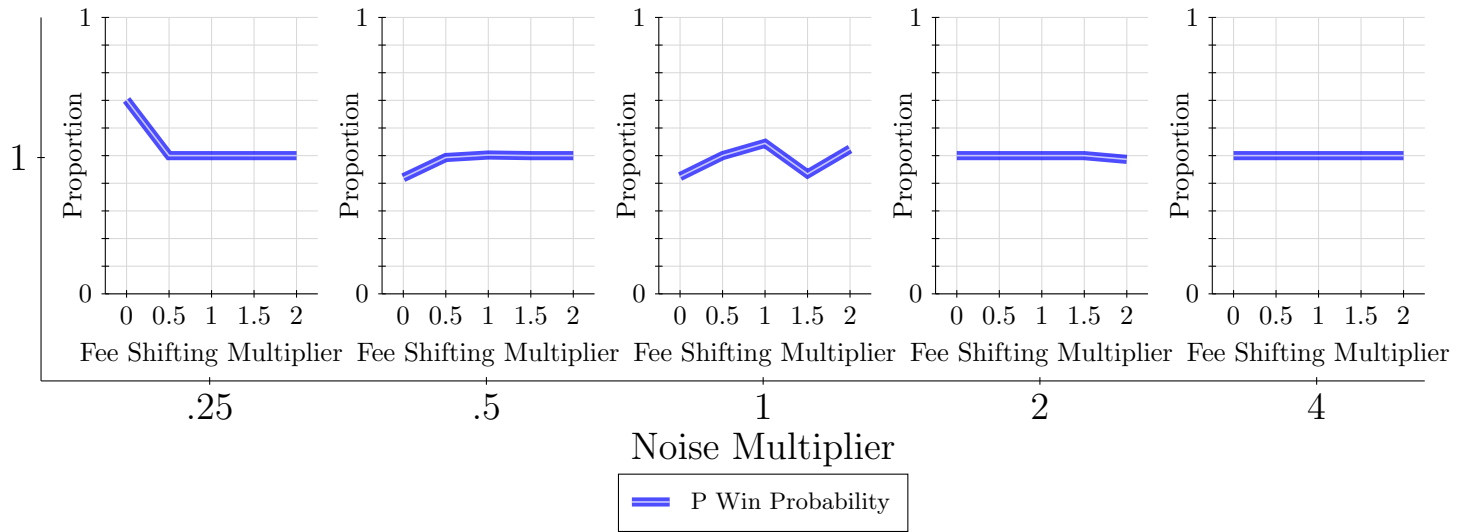 1
Proportion
0
0 0.5 1 1.5 2
Fee Shifting Multiplier
1
Proportion
0
0 0.5 1 1.5 2
Fee Shifting Multiplier
1
Proportion
0
0 0.5 1 1.5 2
Fee Shifting Multiplier
1
Proportion
0
0 0.5 1 1.5 2
Fee Shifting Multiplier
1
Proportion
0
0 0.5 1 1.5 2
Fee Shifting Multiplier
1
.25 .5 1 2 4
Noise Multiplier
P Win Probability